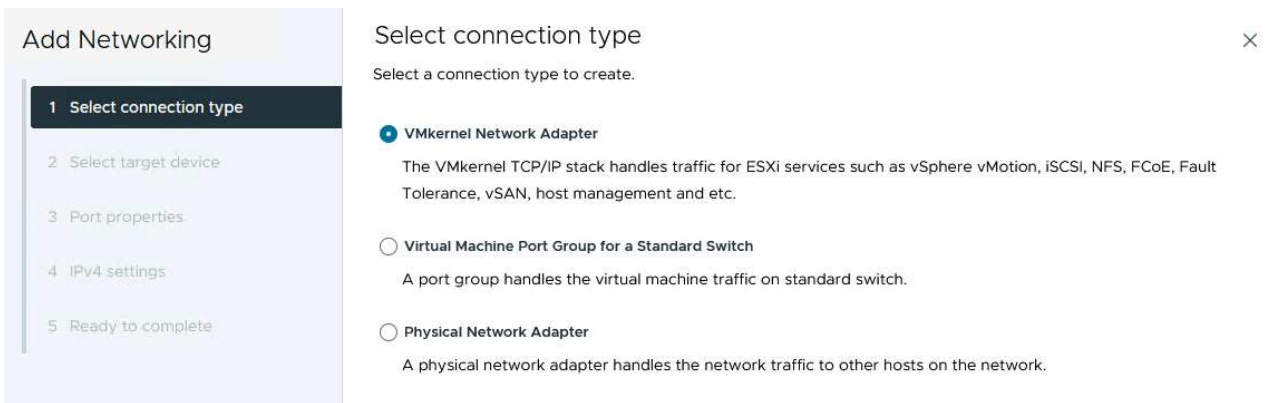 Add Networking
1 Select connection type
2 Select target device
3 Port properties
4 IPv4 settings
5 Ready to complete
Select connection type
Select a connection type to create.
VMkernel Network Adapter
The VMkernel TCP/IP stack handles traffic for ESXi services such as vSphere vMotion, iSCSI, NFS, FCoE, Fault
Tolerance, vSAN, host management and etc.
Virtual Machine Port Group for a Standard Switch
A port group handles the virtual machine traffic on standard switch.
Physical Network Adapter
A physical network adapter handles the network traffic to other hosts on the network.